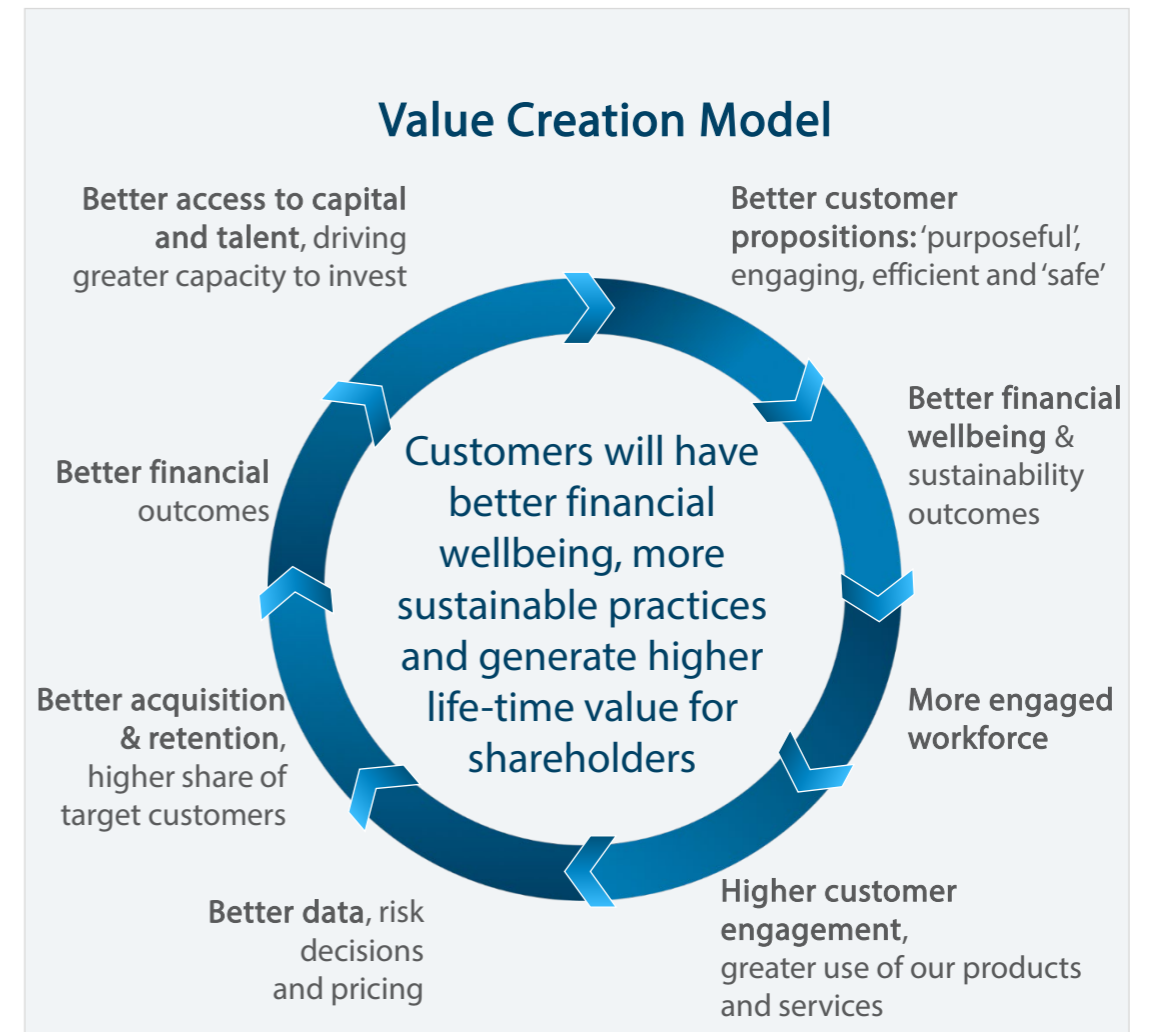 Value Creation Model
Better access to capital
and talent, driving
greater capacity to invest
Better customer
propositions: ‘purposeful’,
engaging, efficient and ‘safe’
Better financial
wellbeing &
sustainability
outcomes
More engaged
workforce
Higher customer
engagement,
greater use of our products
and services
Better data, risk
decisions
and pricing
Better acquisition
& retention,
higher share of
target customers
Better financial
outcomes
Customers will have
better financial
wellbeing, more
sustainable practices
and generate higher
life-time value for
shareholders